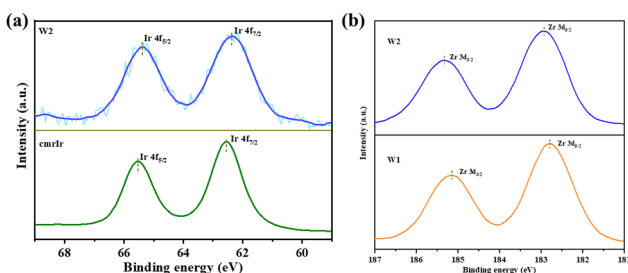 (a)
W2
Ir 4f5/2
Ir 4f7/2
cmrIr
Ir 4f5/2
Ir 4f7/2
Intensity (a.u.)
68 66 64 62 60
Binding energy (eV)
(b)
W2
Zr 3d3/2
Zr 3d5/2
W1
Zr 3d3/2
Zr 3d5/2
Intensity (a.u.)
187 186 185 184 183 182 181
Binding energy (eV)